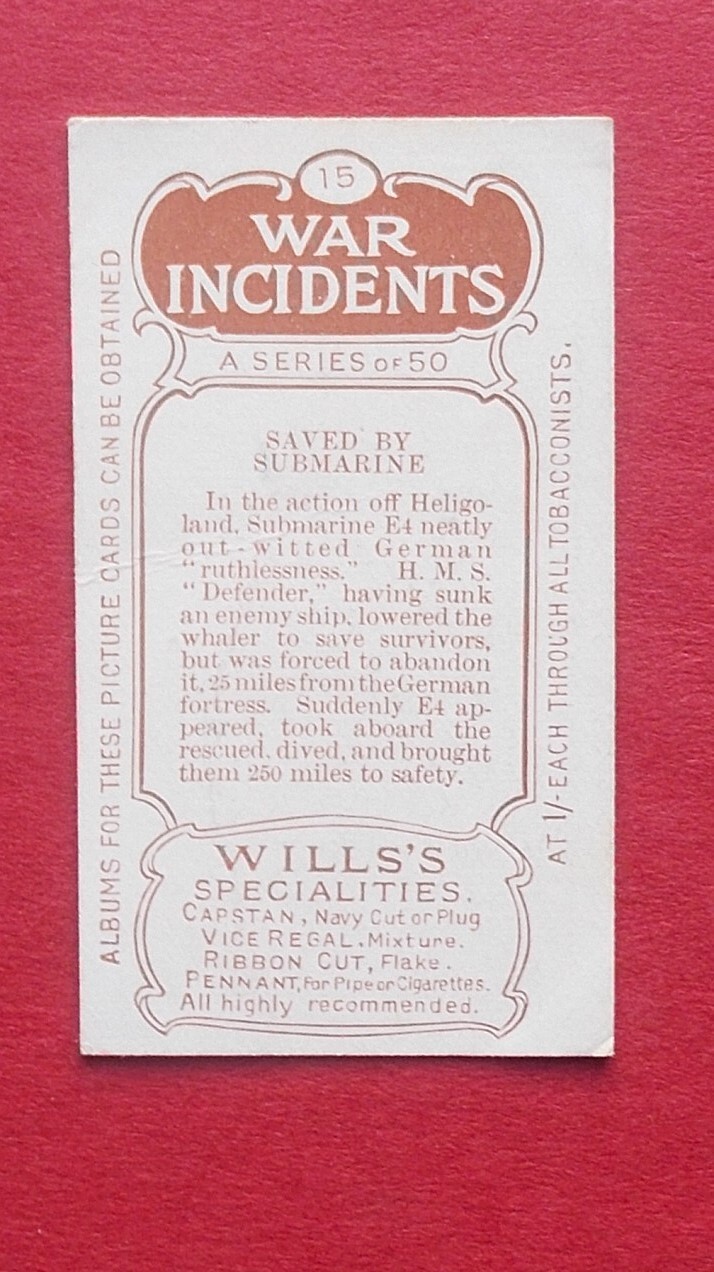 15
WAR
INCIDENTS
A SERIES OF 50
SAVED BY
SUBMARINE
In the action off Heligo-
land, Submarine E4 neatly
out-witted German
"ruthlessness." H. M. S.
"Defender," having sunk
an enemy ship, lowered the
whaler to save survivors,
but was forced to abandon
it, 25 miles from the German
fortress. Suddenly E4 ap-
peared, took aboard the
rescued, dived, and brought
them 250 miles to safety.
WILLS'S
SPECIALITIES.
CAPSTAN, Navy Cut or Plug
VICE REGAL. Mixture.
RIBBON CUT, Flake.
PENNANT, for Pipe or Cigarettes.
All highly recommended.
ALBUMS FOR THESE PICTURE CARDS CAN BE OBTAINED
AT 1/- EACH THROUGH ALL TOBACCONISTS.